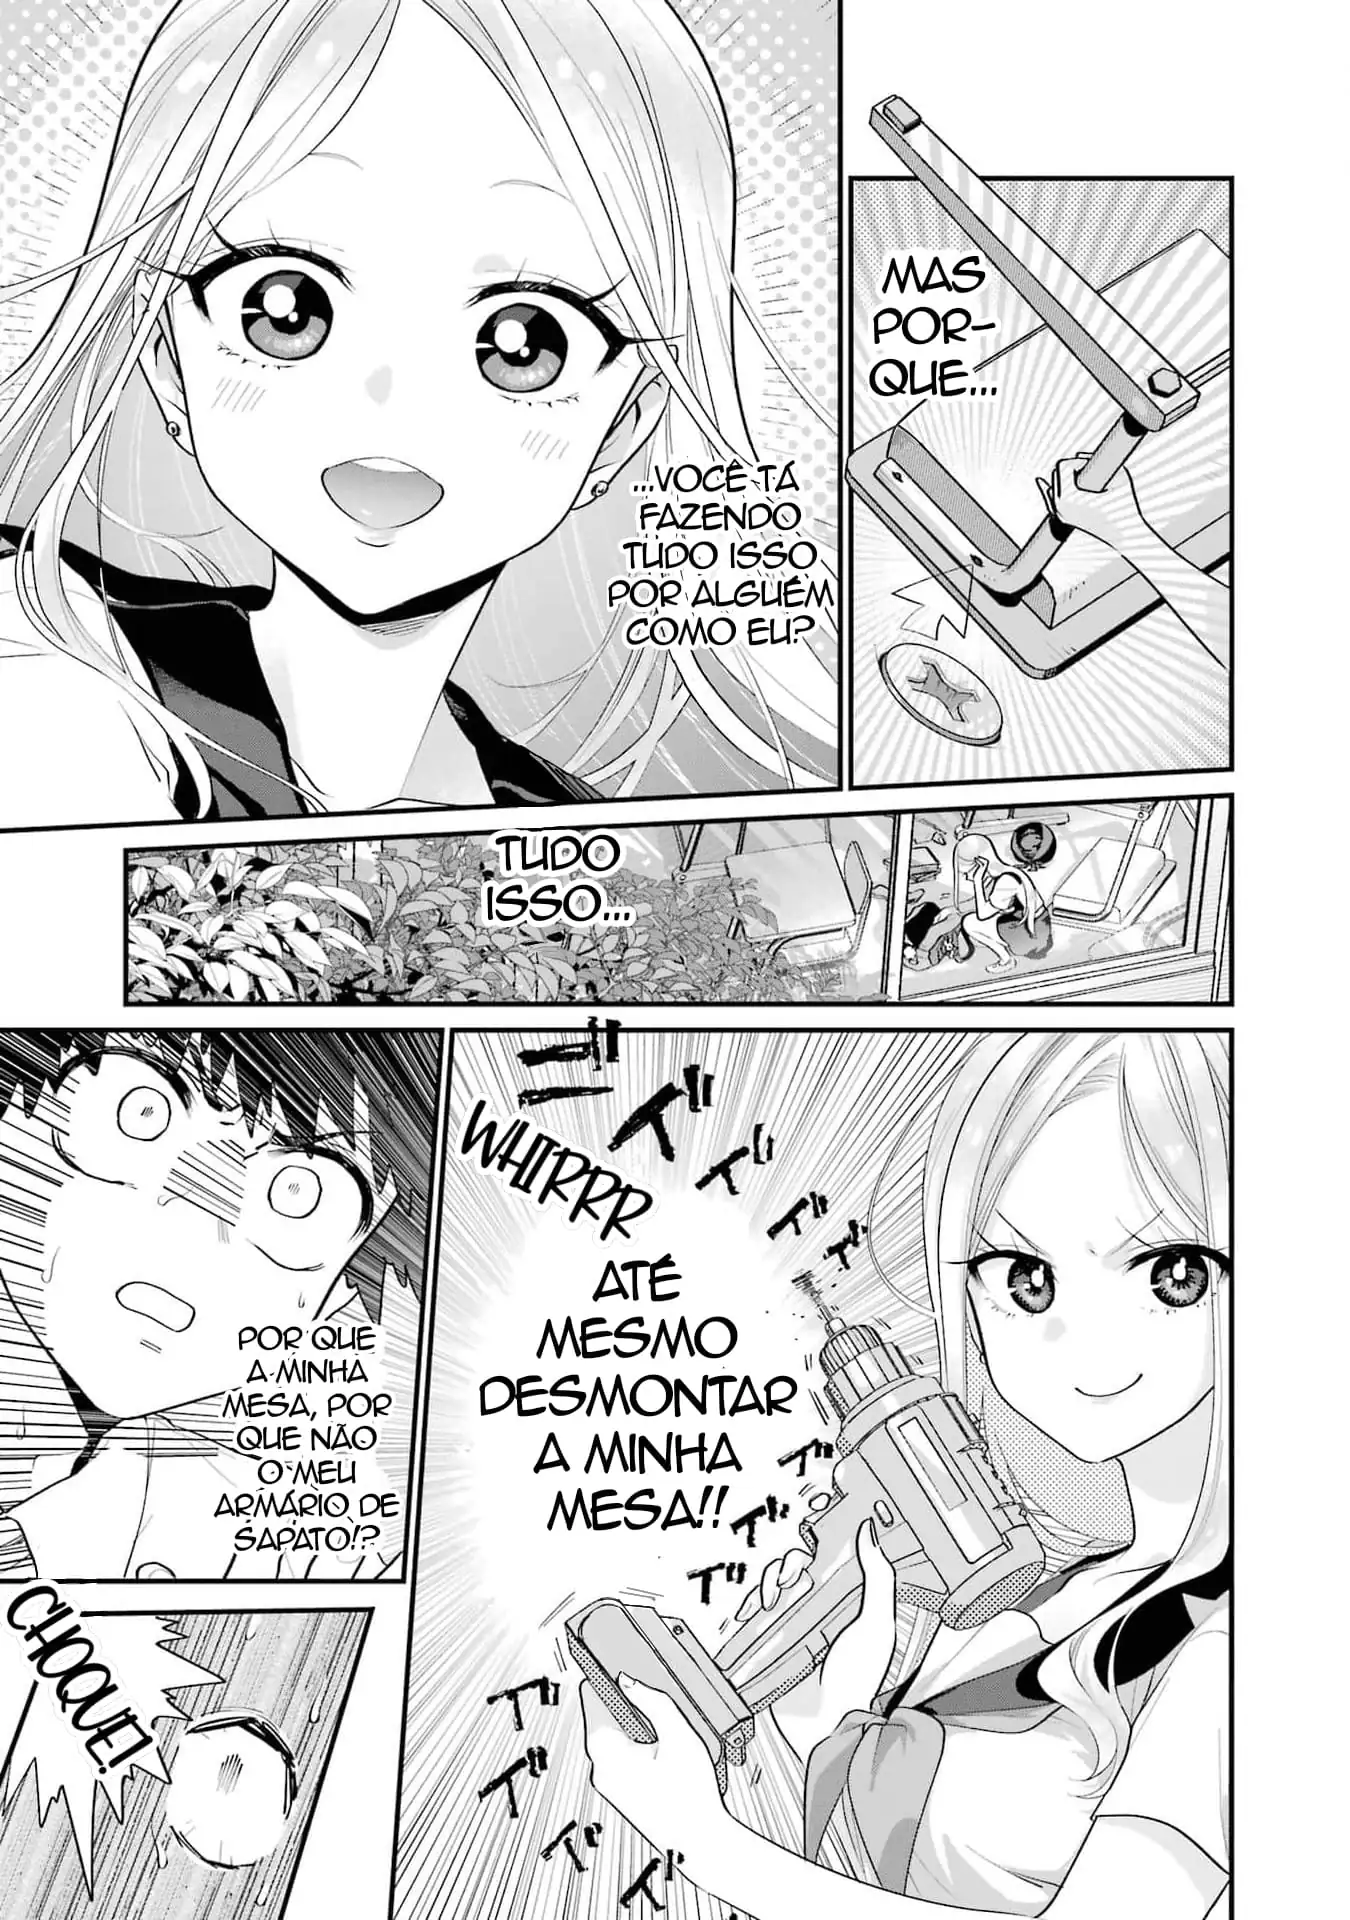 MAS
POR-
QUE...
...VOCÊ TÁ
FAZENDO
TUDO ISSO
POR ALGUÉM
COMO EU?
TUDO
ISSO...
WHIRRR
ATÉ
MESMO
DESMONTAR
A MINHA
MESA!!
POR QUE
A MINHA
MESA, POR
QUE NÃO
O MEU
ARMÁRIO DE
SAPATO!?
CHOQUE!